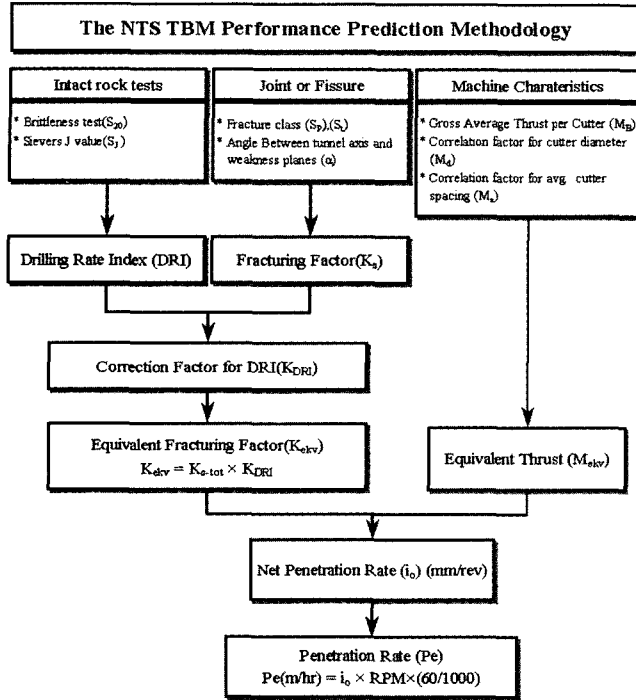 The NTS TBM Performance Prediction Methodology
Intact rock tests
* Brittleness test(S20)
* Sievers J value(SJ)
Joint or Fissure
* Fracture class (Sp),(St)
* Angle Between tunnel axis and
weakness planes (α)
Machine Charateristics
* Gross Average Thrust per Cutter (MB)
* Correlation factor for cutter diameter
(Md)
* Correlation factor for avg. cutter
spacing (Ma)
Drilling Rate Index (DRI)
Fracturing Factor(Ks)
Correction Factor for DRI(KDRI)
Equivalent Fracturing Factor(Kekv)
Kekv = Ks-tot × KDRI
Equivalent Thrust (Mekv)
Net Penetration Rate (io) (mm/rev)
Penetration Rate (Pe)
Pe(m/hr) = io × RPM×(60/1000)